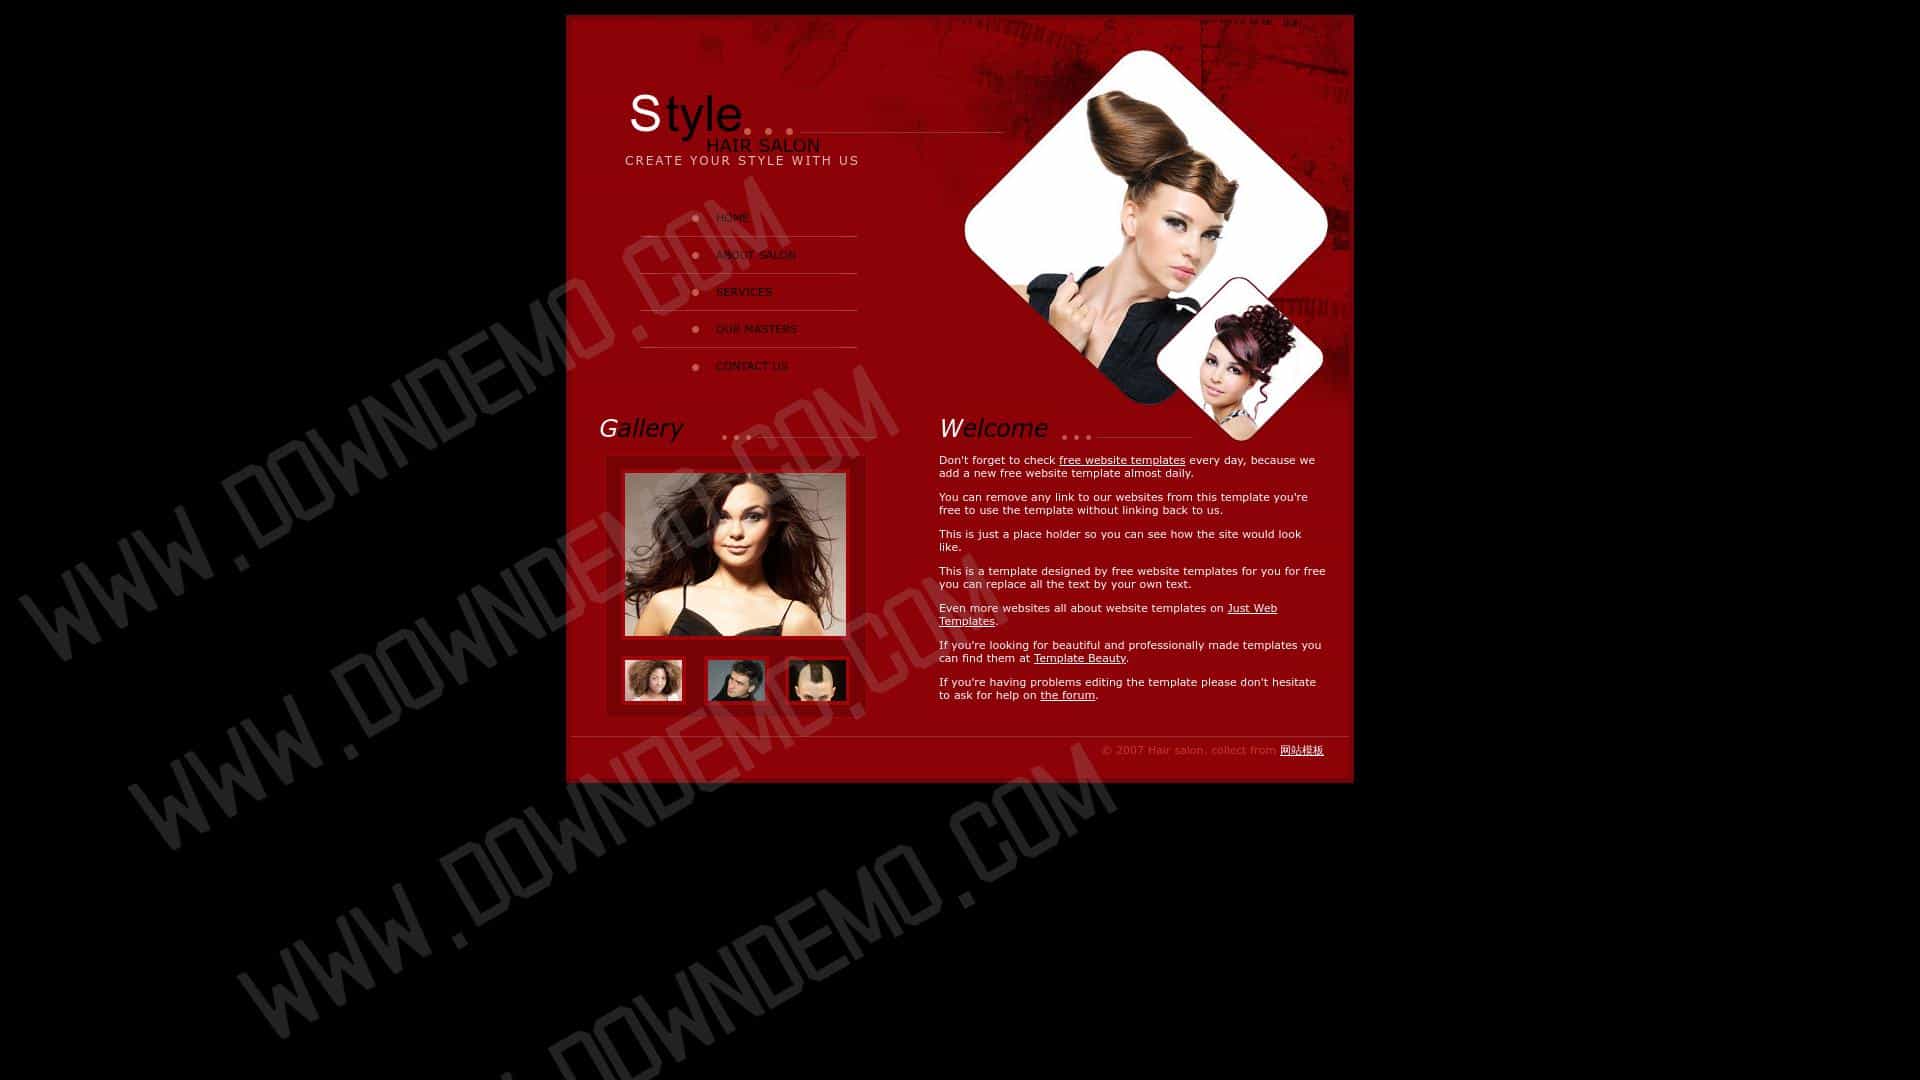 Style
HAIR SALON
CREATE YOUR STYLE WITH US
HOME
ABOUT SALON
SERVICES
OUR MASTERS
CONTACT US
Gallery
Welcome
Don't forget to check free website templates every day, because we
add a new free website template almost daily.
You can remove any link to our websites from this template you're
free to use the template without linking back to us.
This is just a place holder so you can see how the site would look
like.
This is a template designed by free website templates for you for free
you can replace all the text by your own text.
Even more websites all about website templates on Just Web
Templates.
If you're looking for beautiful and professionally made templates you
can find them at Template Beauty.
If you're having problems editing the template please don't hesitate
to ask for help on the forum.
© 2007 Hair salon. collect from 网站模板
WWW.DOWNDEMO.COM
WWW.DOWNDEMO.COM
WWW.DOWNDEMO.COM
.DOWNDEMO.COM